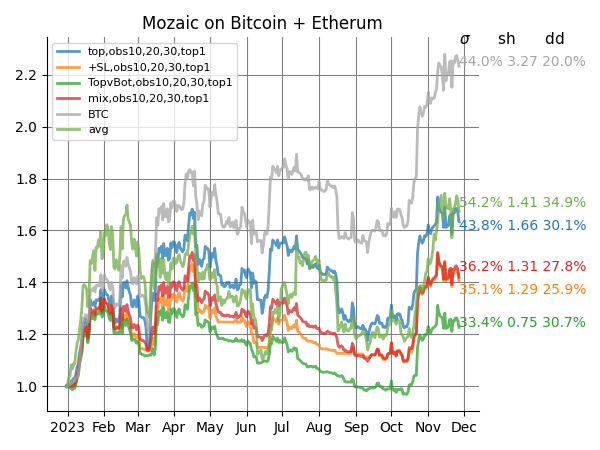 Mozaic on Bitcoin + Etherum
σ sh dd
top,obs10,20,30,top1
+SL,obs10,20,30,top1
TopvBot,obs10,20,30,top1
mix,obs10,20,30,top1
BTC
avg
44.0% 3.27 20.0%
54.2% 1.41 34.9%
43.8% 1.66 30.1%
36.2% 1.31 27.8%
35.1% 1.29 25.9%
33.4% 0.75 30.7%
2.2
2.0
1.8
1.6
1.4
1.2
1.0
2023 Feb Mar Apr May Jun Jul Aug Sep Oct Nov Dec